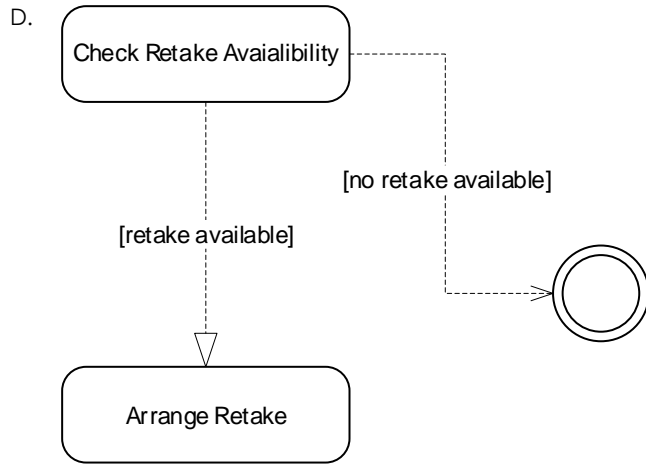 D.
Check Retake Avaialibility
[no retake available]
[retake available]
Arrange Retake